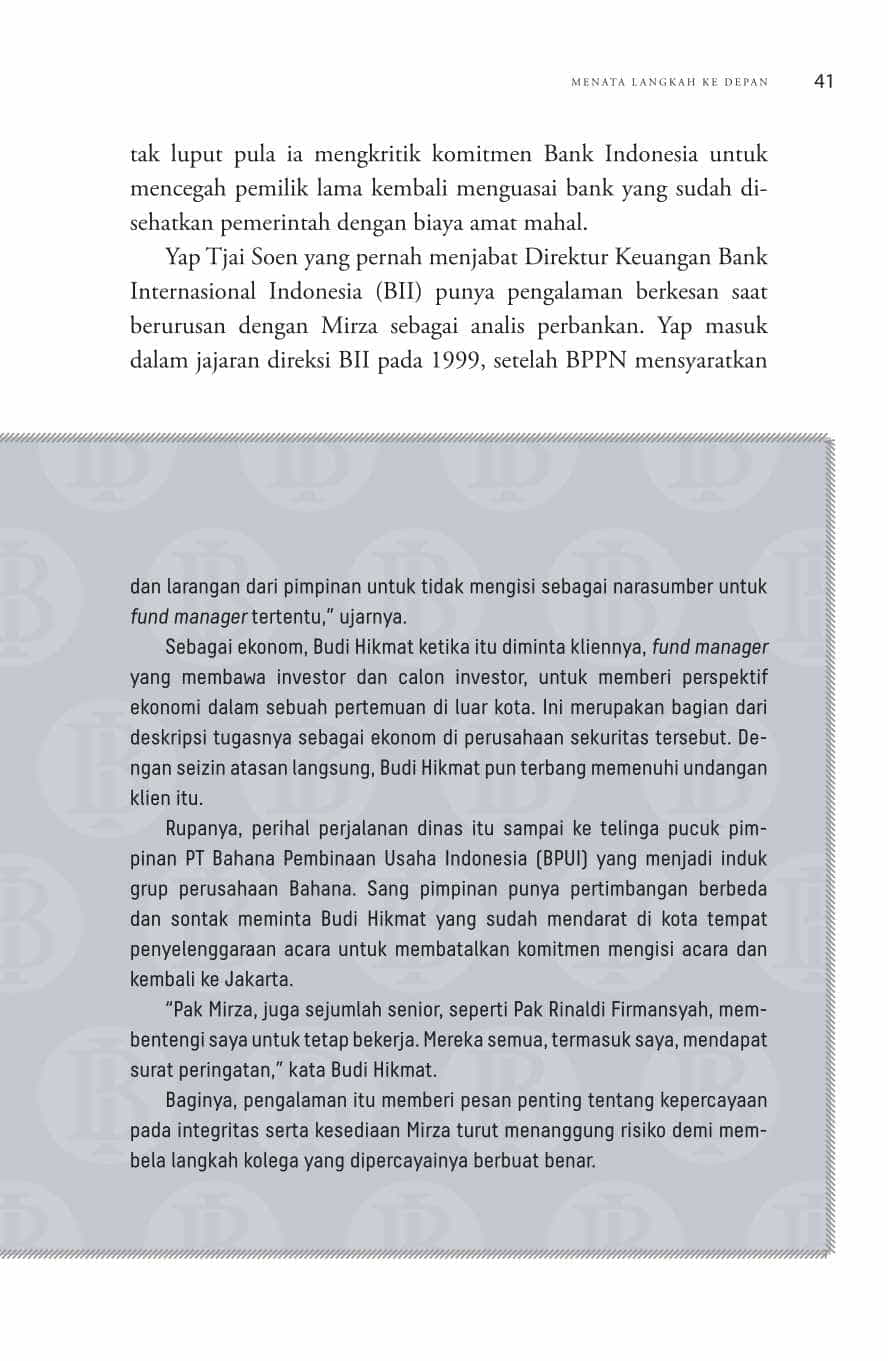 MENATA LANGKAH KE DEPAN 41
tak luput pula ia mengkritik komitmen Bank Indonesia untuk
mencegah pemilik lama kembali menguasai bank yang sudah di-
sehatkan pemerintah dengan biaya amat mahal.
Yap Tjai Soen yang pernah menjabat Direktur Keuangan Bank
Internasional Indonesia (BII) punya pengalaman berkesan saat
berurusan dengan Mirza sebagai analis perbankan. Yap masuk
dalam jajaran direksi BII pada 1999, setelah BPPN mensyaratkan
dan larangan dari pimpinan untuk tidak mengisi sebagai narasumber untuk
fund manager tertentu,” ujarnya.
Sebagai ekonom, Budi Hikmat ketika itu diminta kliennya, fund manager
yang membawa investor dan calon investor, untuk memberi perspektif
ekonomi dalam sebuah pertemuan di luar kota. Ini merupakan bagian dari
deskripsi tugasnya sebagai ekonom di perusahaan sekuritas tersebut. De-
ngan seizin atasan langsung, Budi Hikmat pun terbang memenuhi undangan
klien itu.
Rupanya, perihal perjalanan dinas itu sampai ke telinga pucuk pim-
pinan PT Bahana Pembinaan Usaha Indonesia (BPUI) yang menjadi induk
grup perusahaan Bahana. Sang pimpinan punya pertimbangan berbeda
dan sontak meminta Budi Hikmat yang sudah mendarat di kota tempat
penyelenggaraan acara untuk membatalkan komitmen mengisi acara dan
kembali ke Jakarta.
“Pak Mirza, juga sejumlah senior, seperti Pak Rinaldi Firmansyah, mem-
bentengi saya untuk tetap bekerja. Mereka semua, termasuk saya, mendapat
surat peringatan,” kata Budi Hikmat.
Baginya, pengalaman itu memberi pesan penting tentang kepercayaan
pada integritas serta kesediaan Mirza turut menanggung risiko demi mem-
bela langkah kolega yang dipercayainya berbuat benar.